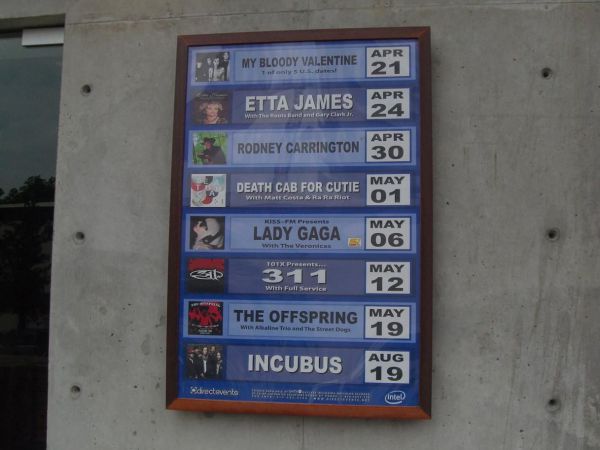 MY BLOODY VALENTINE
1 of only 5 U.S. dates!
APR
21
ETTA JAMES
With The Roots Band and Gary Clark Jr.
APR
24
RODNEY CARRINGTON
APR
30
DEATH CAB FOR CUTIE
With Matt Costa & Ra Ra Riot
MAY
01
KISS-FM Presents
LADY GAGA
With The Veronicas
MAY
06
101X Presents...
311
With Full Service
MAY
12
THE OFFSPRING
With Alkaline Trio and The Street Dogs
MAY
19
INCUBUS
AUG
19
directevents
intel